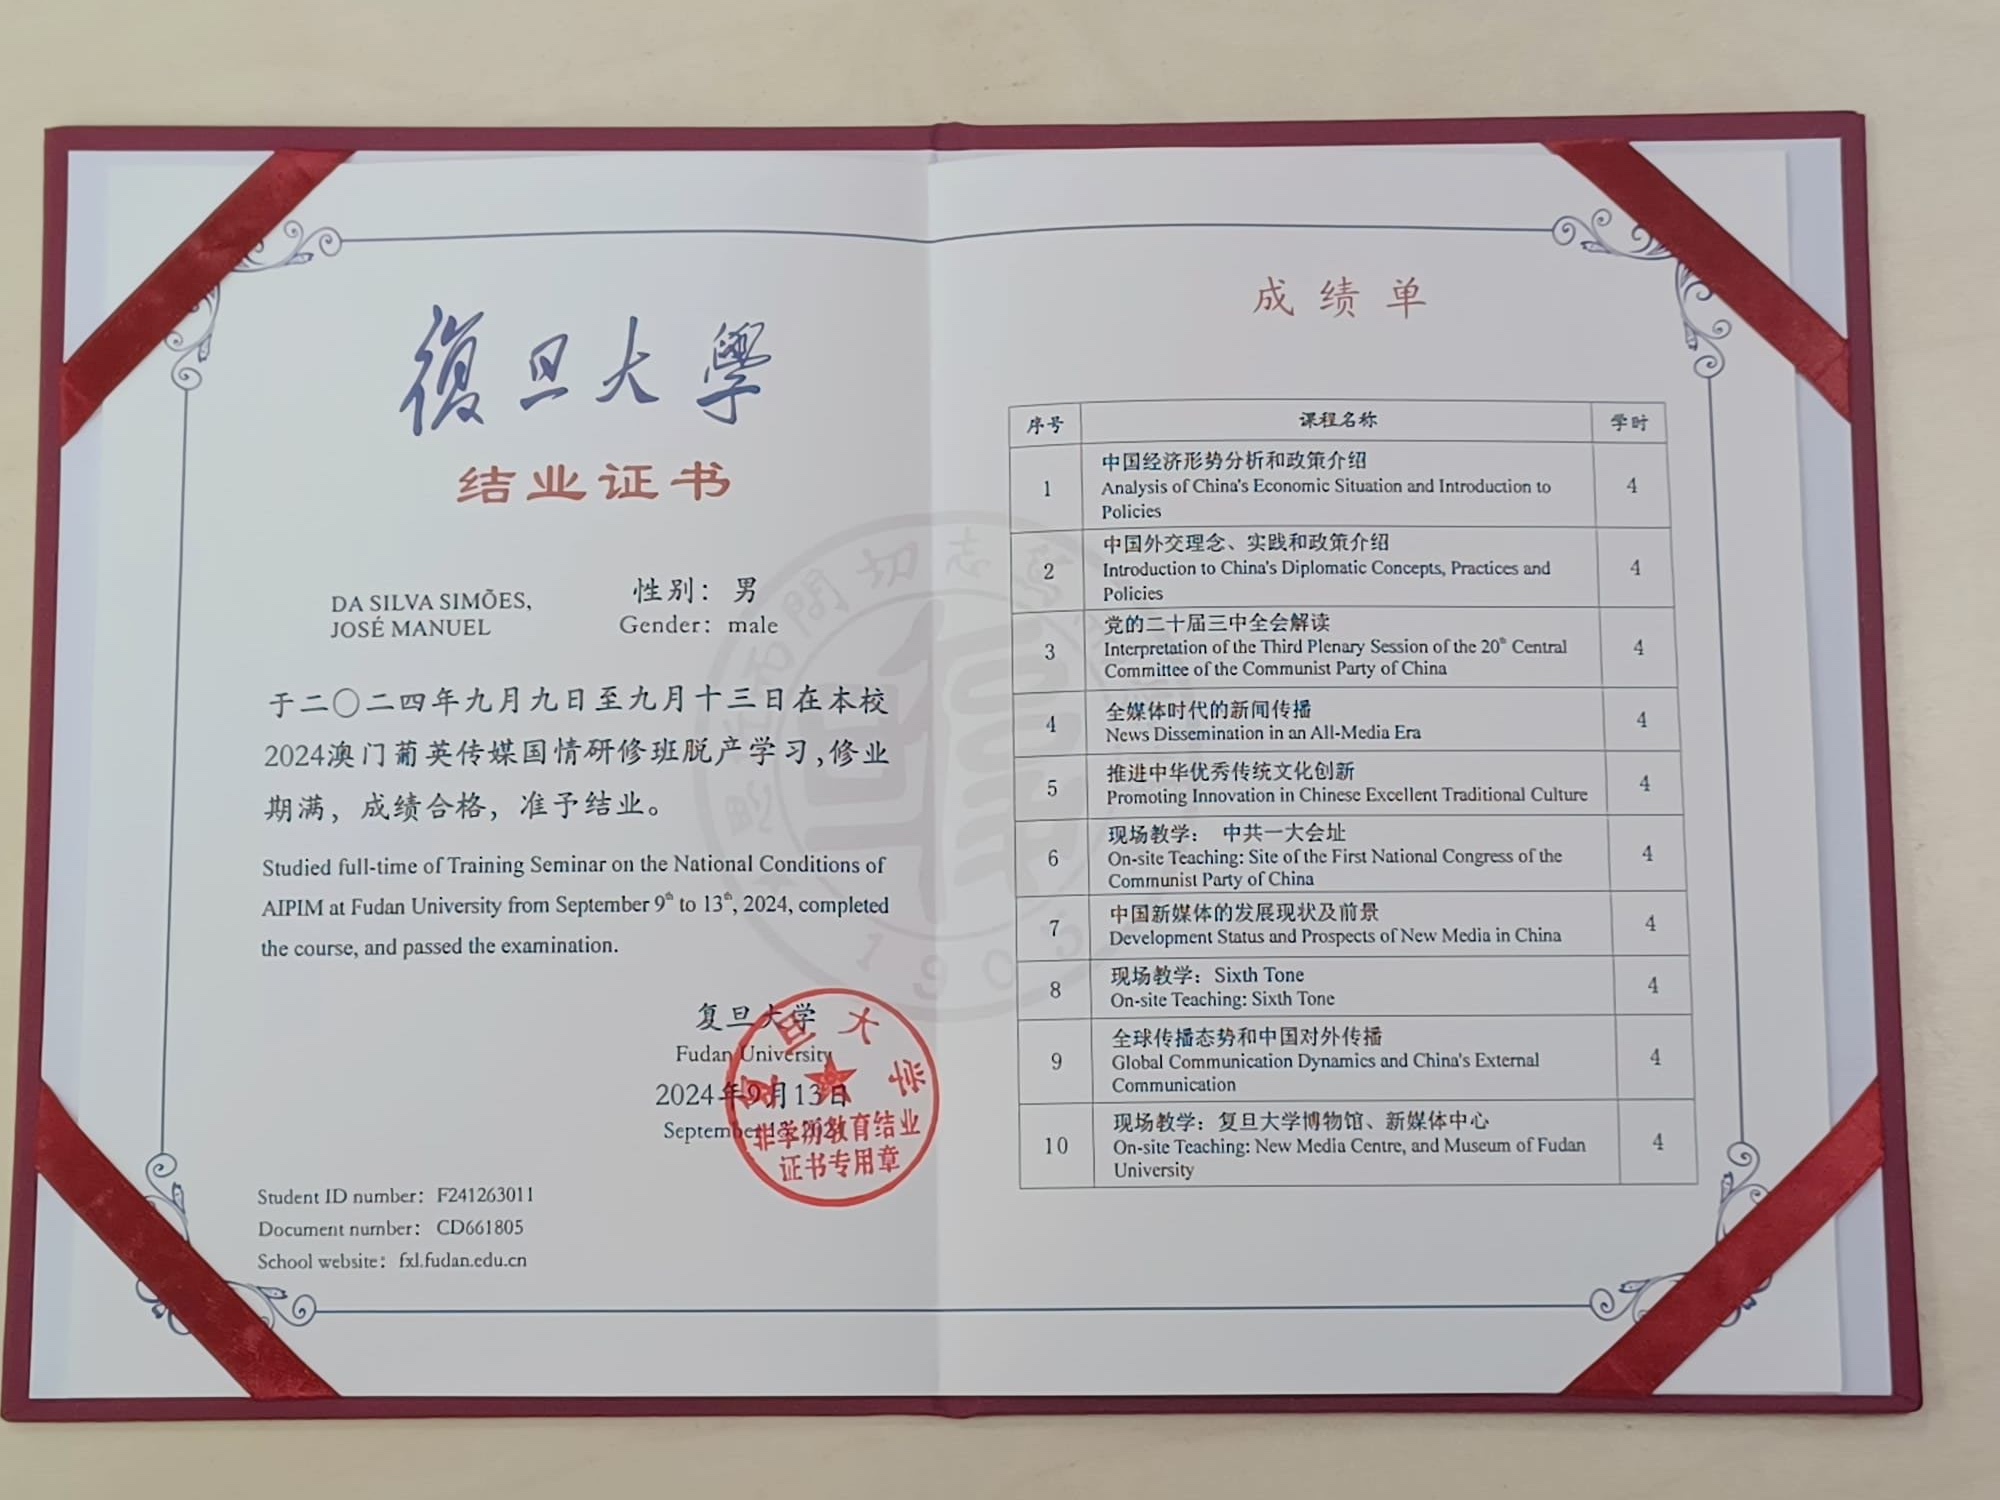 復旦大學
结业证书
DA SILVA SIMÕES,
JOSÉ MANUEL
性别：男
Gender：male
于二〇二四年九月九日至九月十三日在本校
2024澳门葡英传媒国情研修班脱产学习,修业
期满，成绩合格，准予结业。
Studied full-time of Training Seminar on the National Conditions of
AIPIM at Fudan University from September 9th to 13th, 2024, completed
the course, and passed the examination.
复旦大学
Fudan University
2024年9月13日
September 13, 2024
复旦大学
非学历教育结业
证书专用章
Student ID number：F241263011
Document number：CD661805
School website：fxl.fudan.edu.cn
成绩单
序号 课程名称 学时
1 中国经济形势分析和政策介绍 4
Analysis of China's Economic Situation and Introduction to
Policies
2 中国外交理念、实践和政策介绍 4
Introduction to China's Diplomatic Concepts, Practices and
Policies
3 党的二十届三中全会解读 4
Interpretation of the Third Plenary Session of the 20th Central
Committee of the Communist Party of China
4 全媒体时代的新闻传播 4
News Dissemination in an All-Media Era
5 推进中华优秀传统文化创新 4
Promoting Innovation in Chinese Excellent Traditional Culture
6 现场教学： 中共一大会址 4
On-site Teaching: Site of the First National Congress of the
Communist Party of China
7 中国新媒体的发展现状及前景 4
Development Status and Prospects of New Media in China
8 现场教学：Sixth Tone 4
On-site Teaching: Sixth Tone
9 全球传播态势和中国对外传播 4
Global Communication Dynamics and China's External
Communication
10 现场教学：复旦大学博物馆、新媒体中心 4
On-site Teaching: New Media Centre, and Museum of Fudan
University